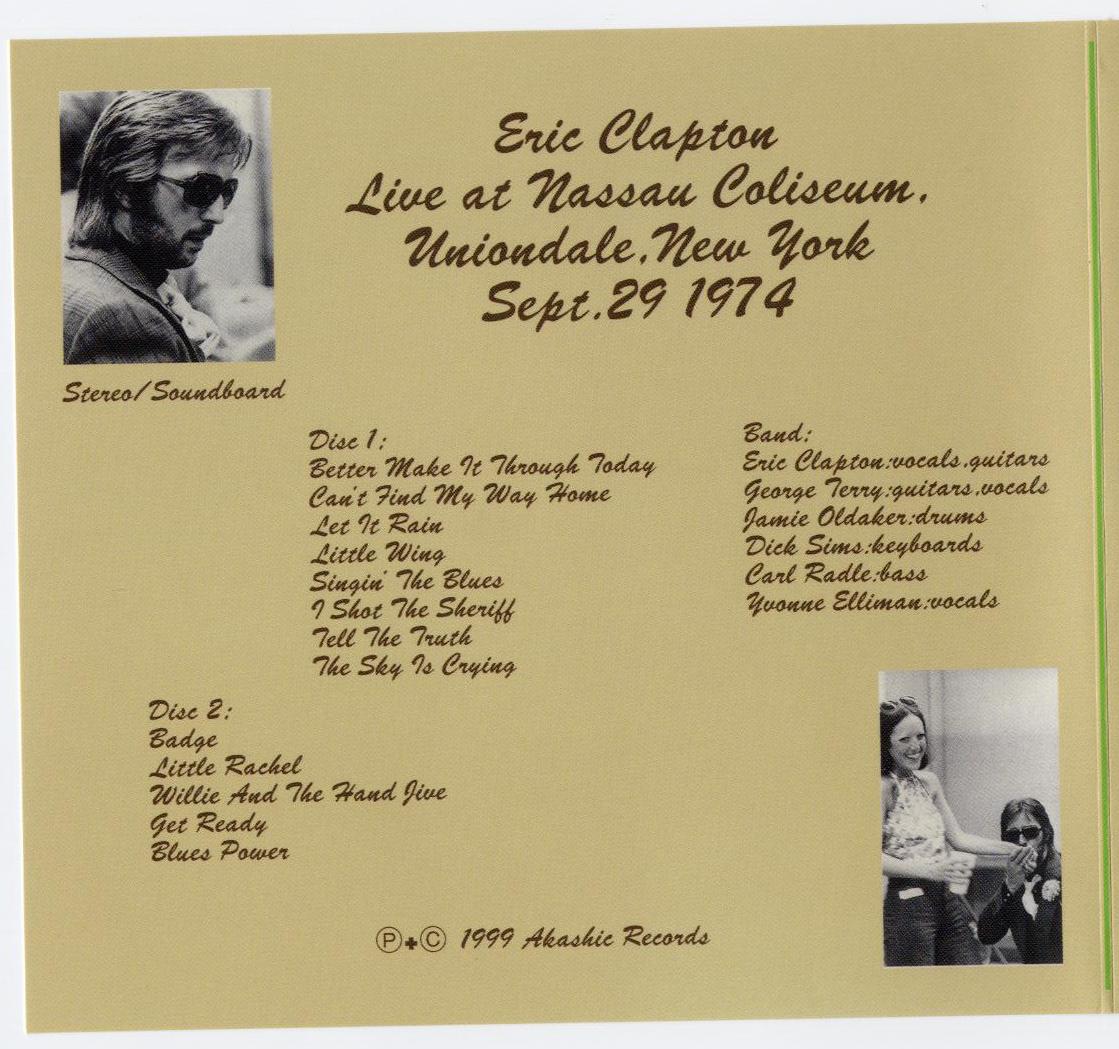 Eric Clapton
Live at Nassau Coliseum.
Uniondale.New York
Sept.29 1974
Stereo/Soundboard
Disc 1:
Better Make It Through Today
Can't Find My Way Home
Let It Rain
Little Wing
Singin' The Blues
I Shot The Sheriff
Tell The Truth
The Sky Is Crying
Band:
Eric Clapton:vocals.guitars
George Terry:guitars.vocals
Jamie Oldaker:drums
Dick Sims:keyboards
Carl Radle:bass
Yvonne Elliman:vocals
Disc 2:
Badge
Little Rachel
Willie And The Hand Jive
Get Ready
Blues Power
Ⓟ+Ⓒ 1999 Akashic Records